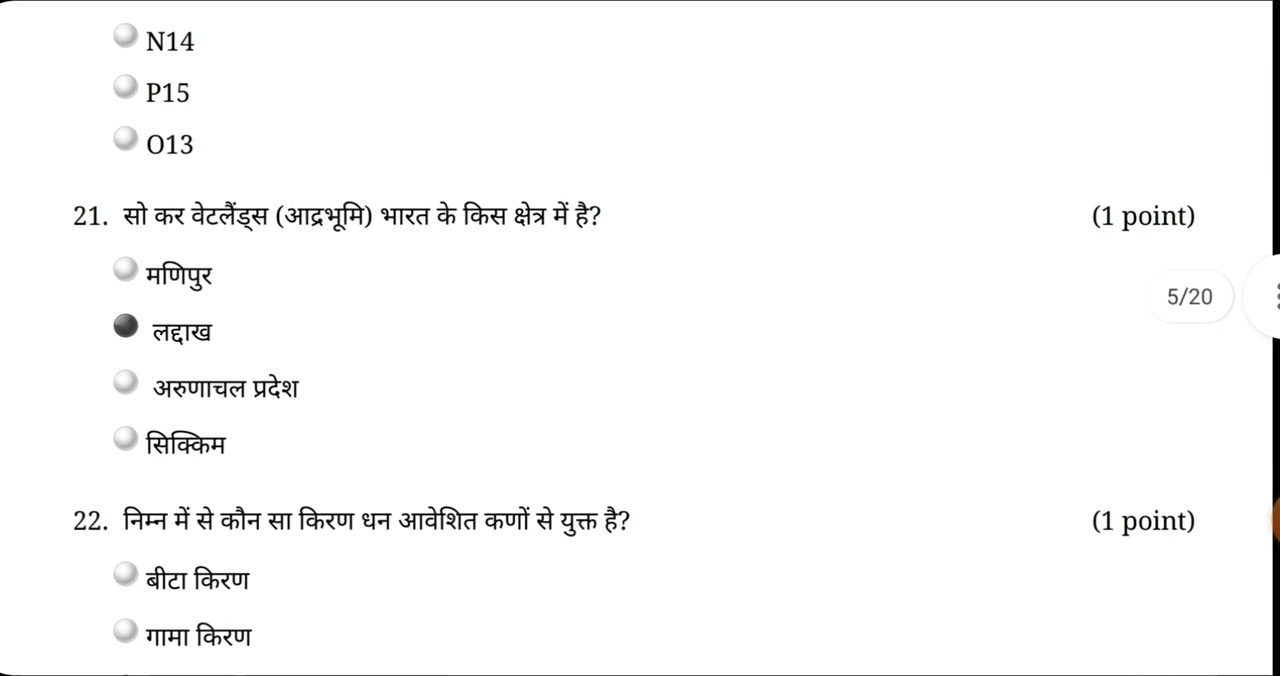 N14
P15
O13
21. सो कर वेटलैंड्स (आद्रभूमि) भारत के किस क्षेत्र में है? (1 point)
मणिपुर
लद्दाख
5/20
अरुणाचल प्रदेश
सिक्किम
22. निम्न में से कौन सा किरण धन आवेशित कणों से युक्त है? (1 point)
बीटा किरण
गामा किरण